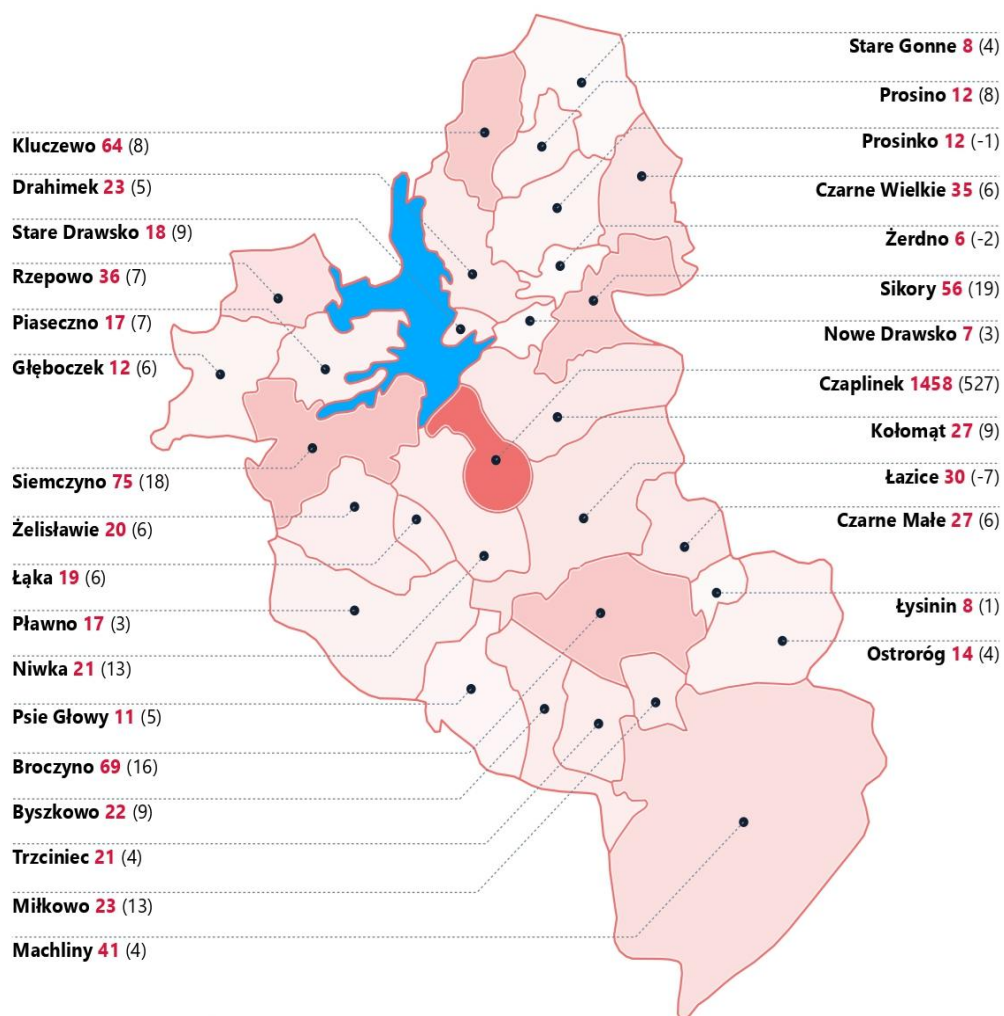 Stare Gonne 8 (4)
Prosino 12 (8)
Prosinko 12 (-1)
Czarne Wielkie 35 (6)
Żerdno 6 (-2)
Sikory 56 (19)
Nowe Drawsko 7 (3)
Czaplinek 1458 (527)
Kołomąt 27 (9)
Łazice 30 (-7)
Czarne Małe 27 (6)
Łysinin 8 (1)
Ostroróg 14 (4)
Kluczewo 64 (8)
Drahimek 23 (5)
Stare Drawsko 18 (9)
Rzepowo 36 (7)
Piaseczno 17 (7)
Głęboczek 12 (6)
Siemczyno 75 (18)
Żelisławie 20 (6)
Łąka 19 (6)
Pławno 17 (3)
Niwka 21 (13)
Psie Głowy 11 (5)
Broczyno 69 (16)
Byszkowo 22 (9)
Trzciniec 21 (4)
Miłkowo 23 (13)
Machliny 41 (4)